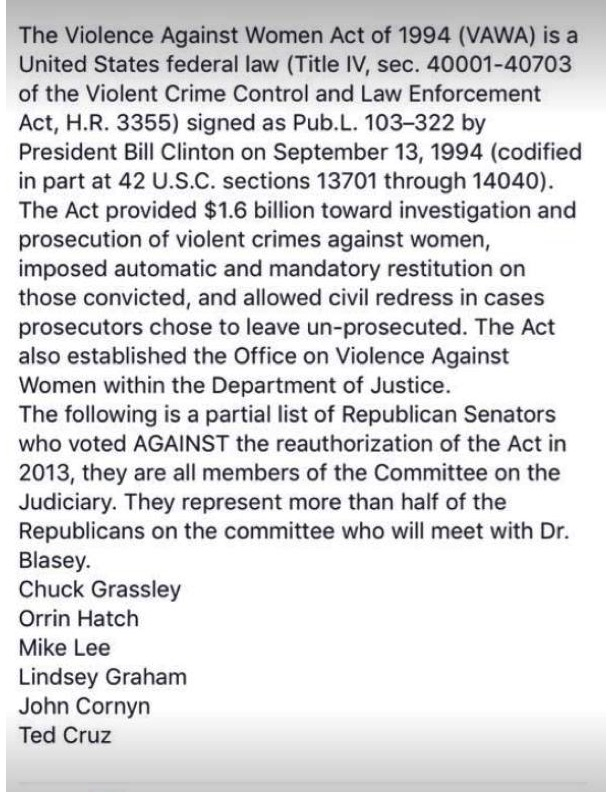 The Violence Against Women Act of 1994 (VAWA) is a
United States federal law (Title IV, sec. 40001-40703
of the Violent Crime Control and Law Enforcement
Act, H.R. 3355) signed as Pub.L. 103–322 by
President Bill Clinton on September 13, 1994 (codified
in part at 42 U.S.C. sections 13701 through 14040).
The Act provided $1.6 billion toward investigation and
prosecution of violent crimes against women,
imposed automatic and mandatory restitution on
those convicted, and allowed civil redress in cases
prosecutors chose to leave un-prosecuted. The Act
also established the Office on Violence Against
Women within the Department of Justice.
The following is a partial list of Republican Senators
who voted AGAINST the reauthorization of the Act in
2013, they are all members of the Committee on the
Judiciary. They represent more than half of the
Republicans on the committee who will meet with Dr.
Blasey.
Chuck Grassley
Orrin Hatch
Mike Lee
Lindsey Graham
John Cornyn
Ted Cruz